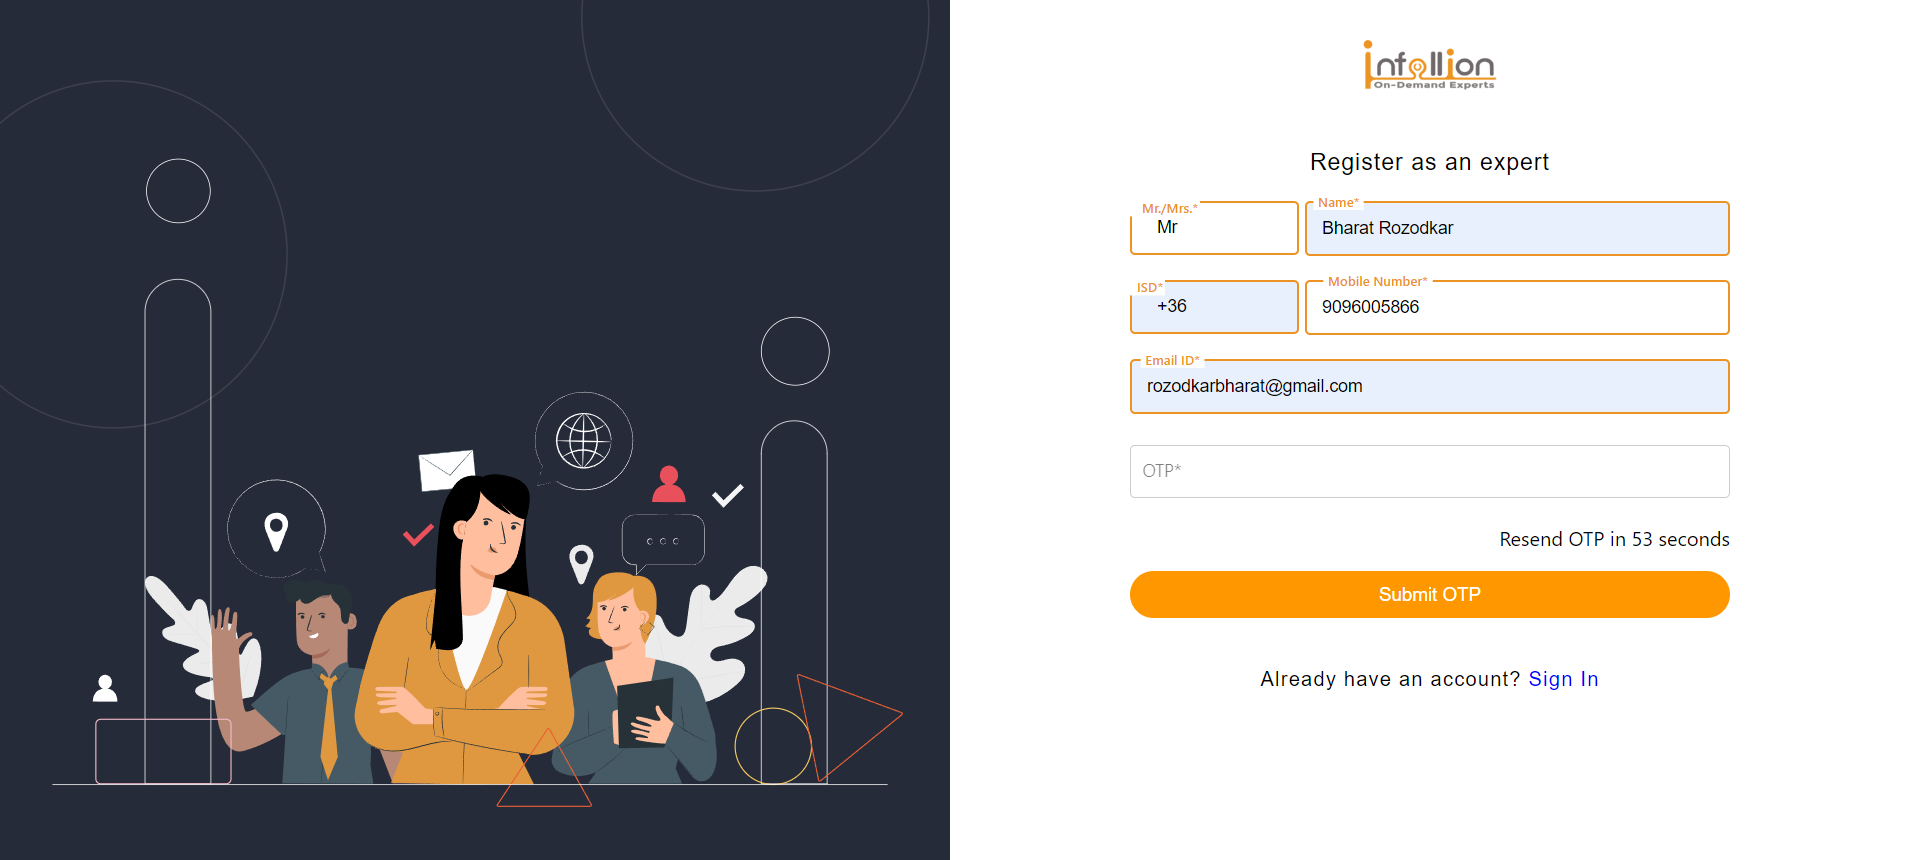 infollion
On-Demand Experts
Register as an expert
Mr./Mrs.*
Mr
Name*
Bharat Rozodkar
ISD*
+36
Mobile Number*
9096005866
Email ID*
rozodkarbharat@gmail.com
OTP*
Resend OTP in 53 seconds
Submit OTP
Already have an account? Sign In